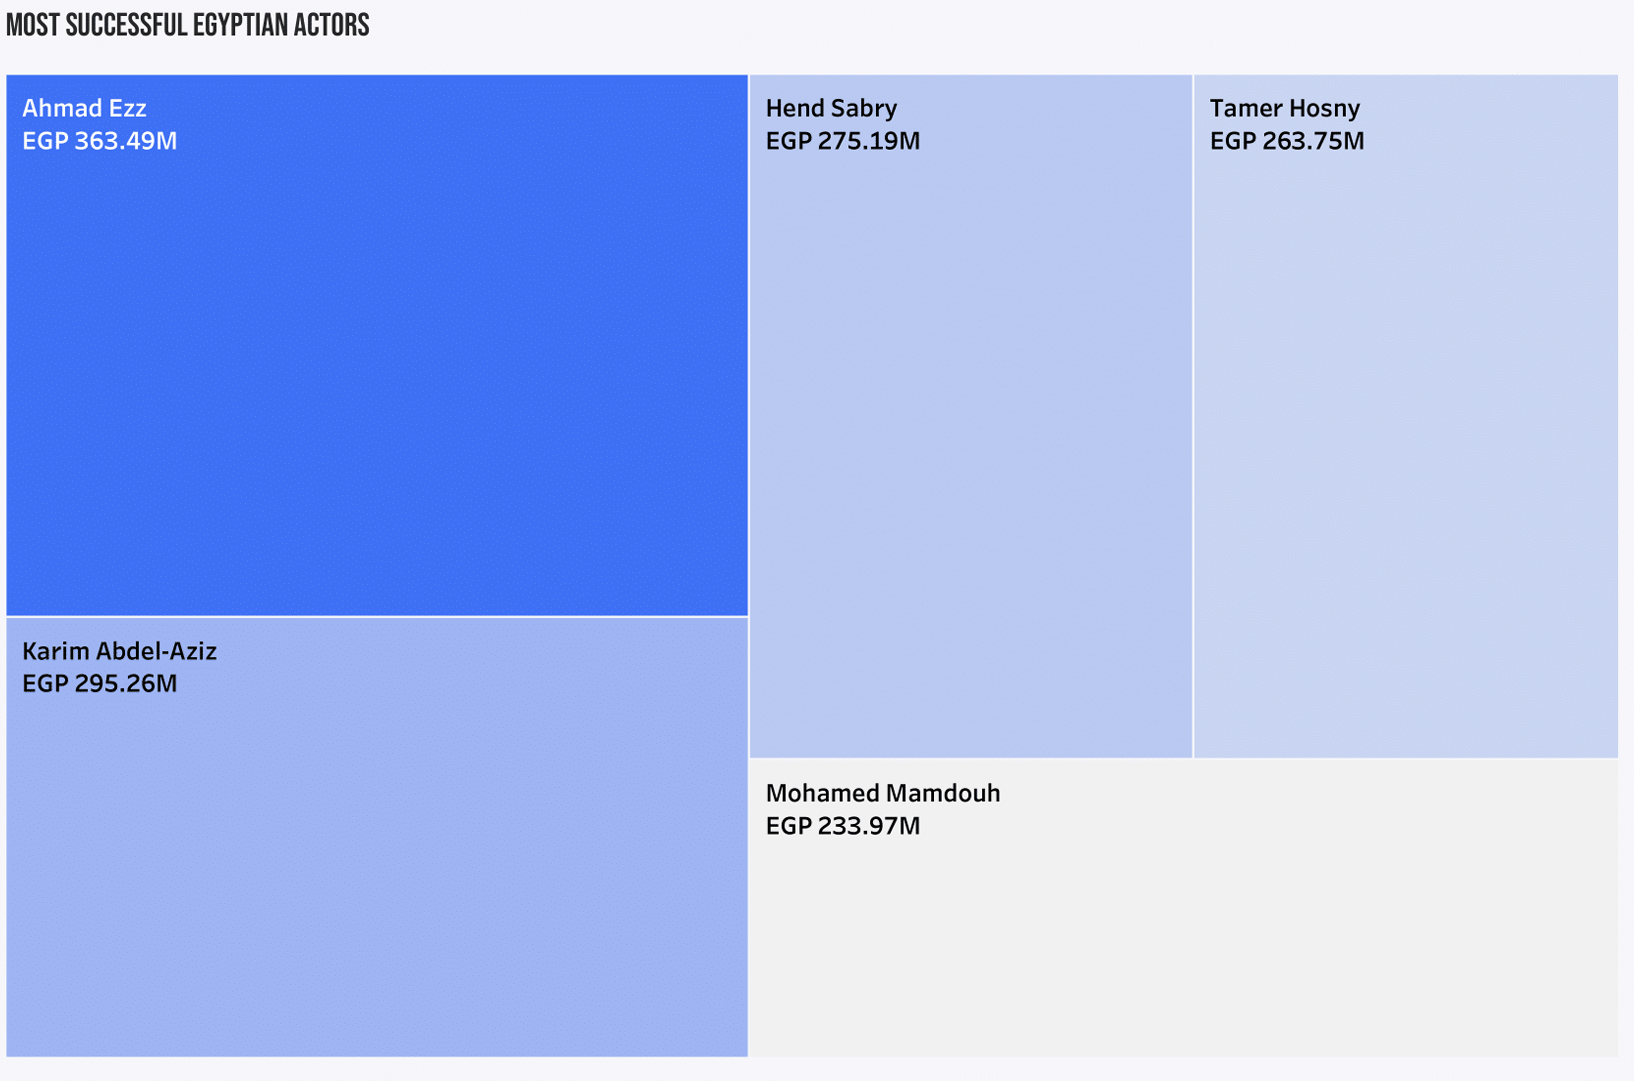 MOST SUCCESSFUL EGYPTIAN ACTORS
Ahmad Ezz
EGP 363.49M
Hend Sabry
EGP 275.19M
Tamer Hosny
EGP 263.75M
Karim Abdel-Aziz
EGP 295.26M
Mohamed Mamdouh
EGP 233.97M